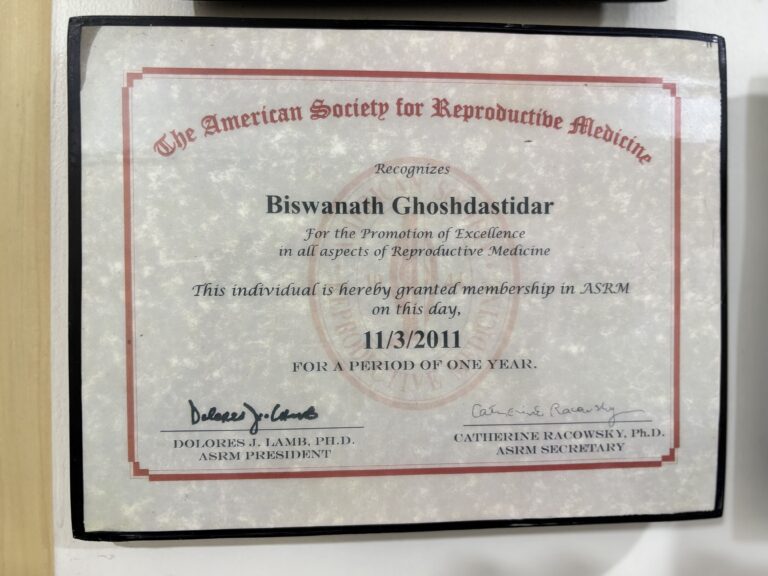 The American Society for Reproductive Medicine
Recognizes
Biswanath Ghoshdastidar
For the Promotion of Excellence
in all aspects of Reproductive Medicine
This individual is hereby granted membership in ASRM
on this day,
11/3/2011
FOR A PERIOD OF ONE YEAR.
Dolores J. Lamb
Catherine Racowsky
DOLORES J. LAMB, PH.D.
ASRM PRESIDENT
CATHERINE RACOWSKY, Ph.D.
ASRM SECRETARY